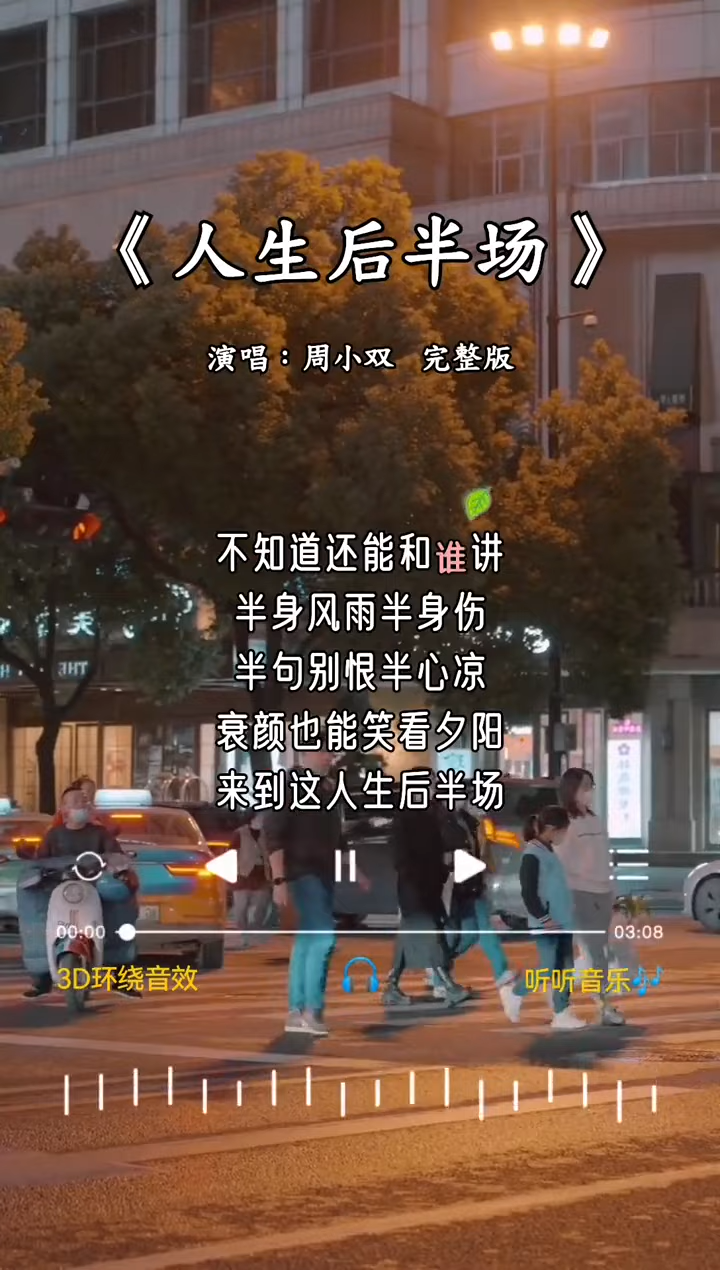 《人生后半场》
演唱：周小双 完整版
不知道还能和谁讲
半身风雨半身伤
半句别恨半心凉
衰颜也能笑看夕阳
来到这人生后半场
00:00 03:08
3D环绕音效 听听音乐